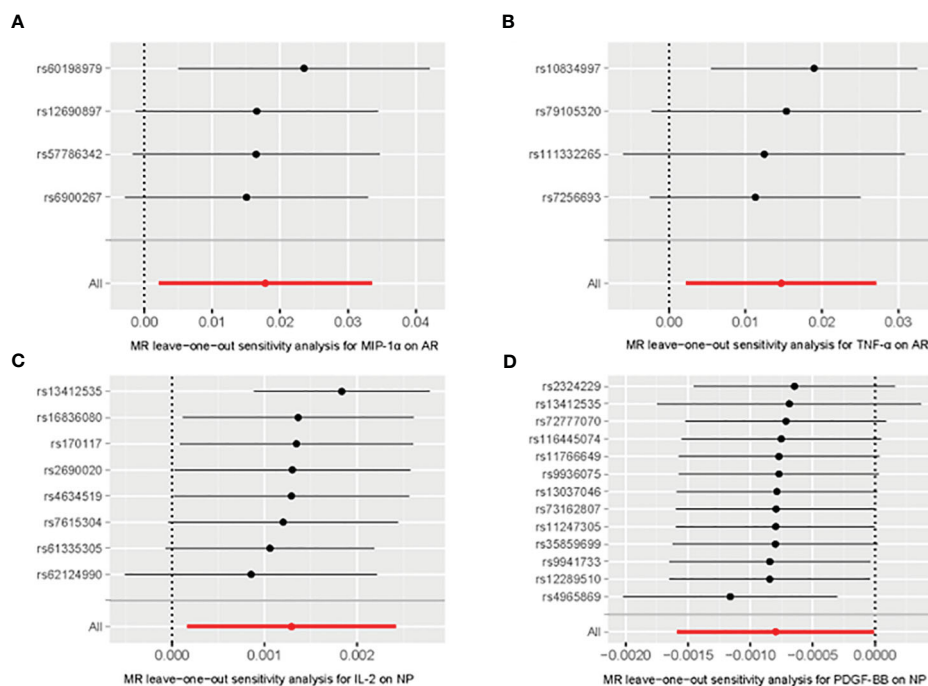 A
rs60198979
rs12690897
rs57786342
rs6900267
All
0.00 0.01 0.02 0.03 0.04
MR leave−one−out sensitivity analysis for MIP-1α on AR
B
rs10834997
rs79105320
rs111332265
rs7256693
All
0.00 0.01 0.02 0.03
MR leave−one−out sensitivity analysis for TNF-α on AR
C
rs13412535
rs16836080
rs170117
rs2690020
rs4634519
rs7615304
rs61335305
rs62124990
All
0.000 0.001 0.002
MR leave−one−out sensitivity analysis for IL-2 on NP
D
rs2324229
rs13412535
rs72777070
rs116445074
rs11766649
rs9936075
rs13037046
rs73162807
rs11247305
rs35859699
rs9941733
rs12289510
rs4965869
All
−0.0020 −0.0015 −0.0010 −0.0005 0.0000
MR leave−one−out sensitivity analysis for PDGF-BB on NP